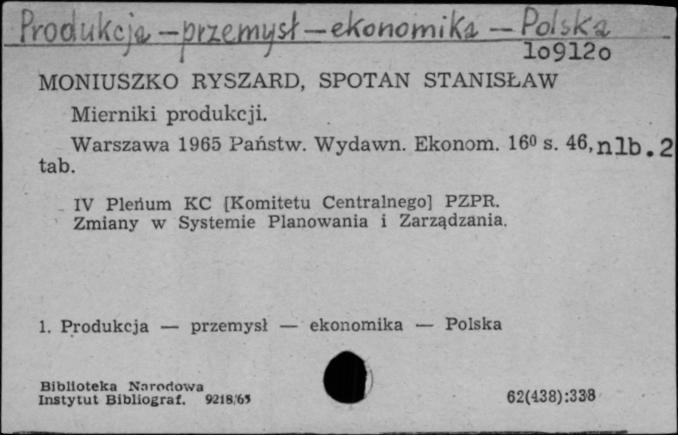 Produkcja — przemysł — ekonomika — Polska
1o912o
MONIUSZKO RYSZARD, SPOTAN STANISŁAW
Mierniki produkcji.
Warszawa 1965 Państw. Wydawn. Ekonom. 16⁰ s. 46, nlb. 2
tab.
IV Plenum KC [Komitetu Centralnego] PZPR.
Zmiany w Systemie Planowania i Zarządzania.
1. Produkcja — przemysł — ekonomika — Polska
Biblioteka Narodowa
Instytut Bibliograf. 9218/65
62(438):338